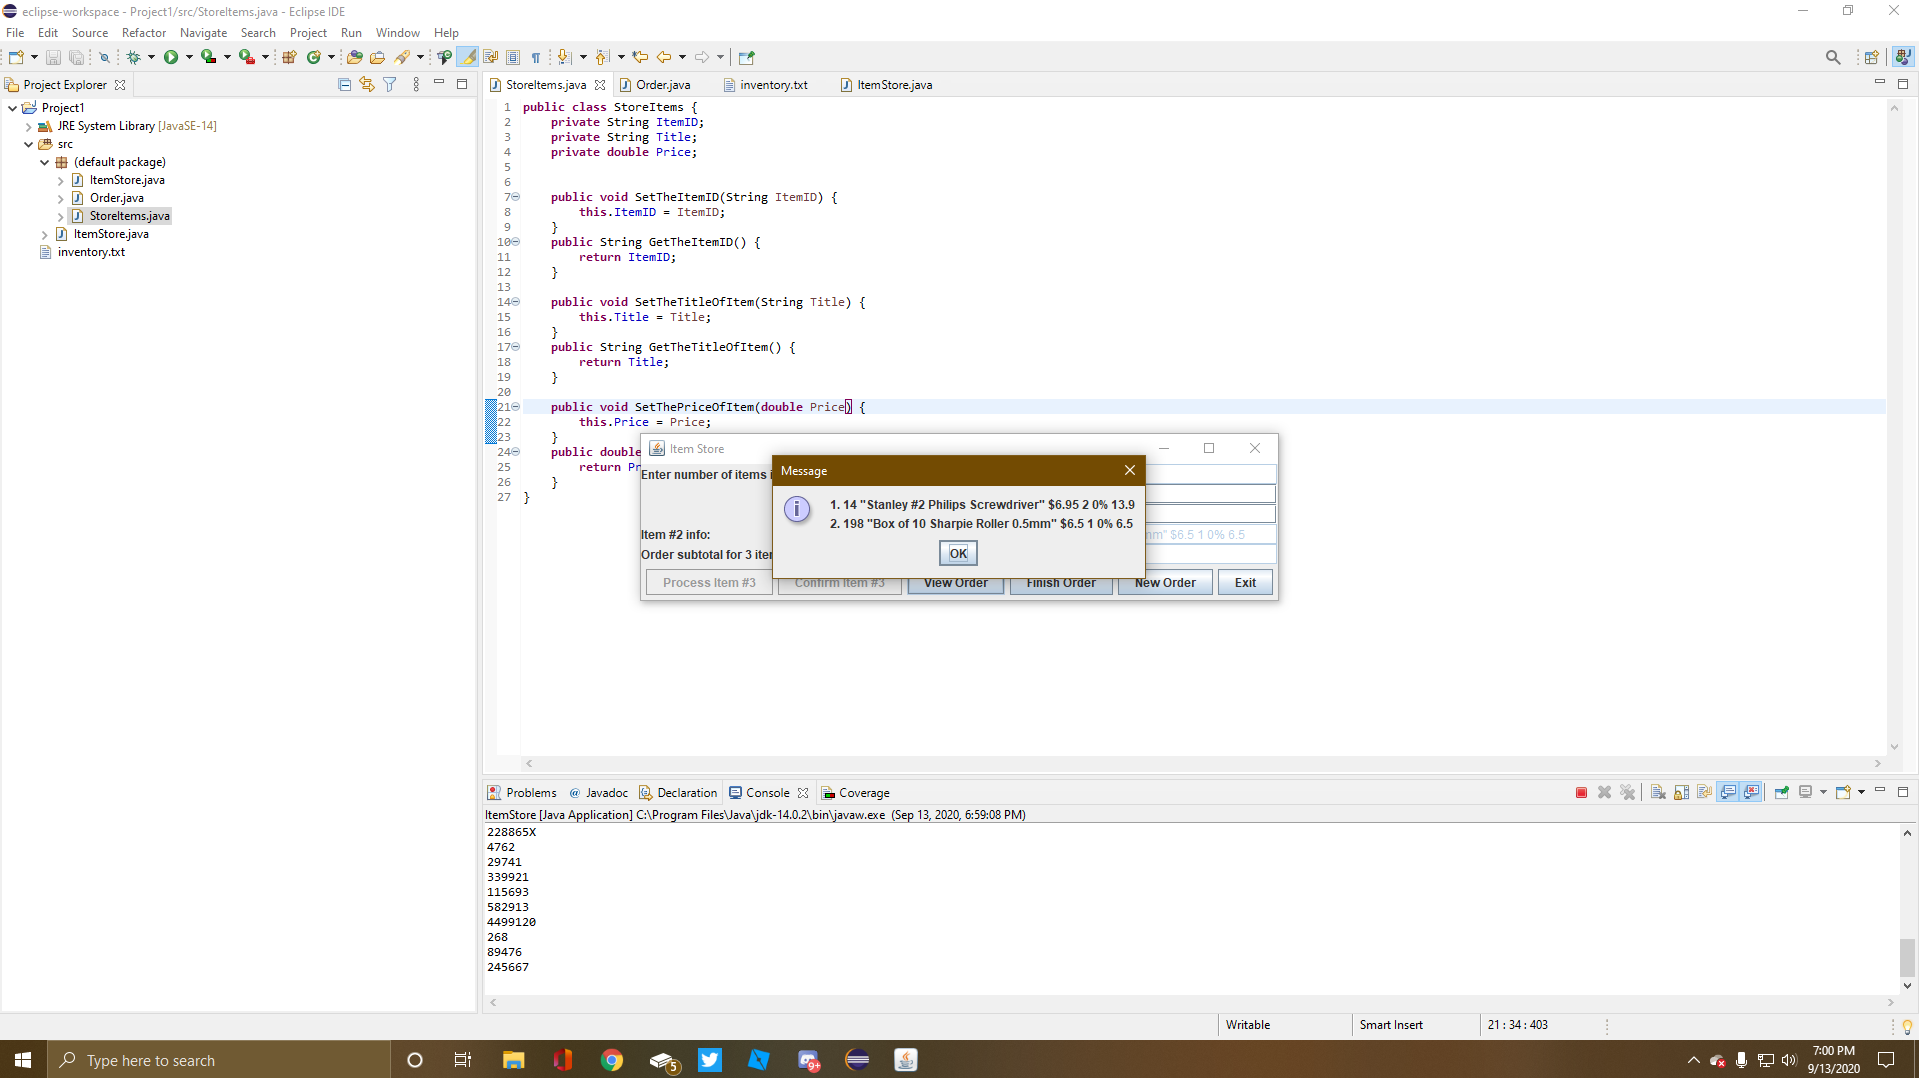 eclipse-workspace - Project1/src/StoreItems.java - Eclipse IDE
File Edit Source Refactor Navigate Search Project Run Window Help
Project Explorer
StoreItems.java Order.java inventory.txt ItemStore.java
Project1
JRE System Library [JavaSE-14]
src
(default package)
ItemStore.java
Order.java
StoreItems.java
ItemStore.java
inventory.txt
1 public class StoreItems {
2 private String ItemID;
3 private String Title;
4 private double Price;
5
6
7 public void SetTheItemID(String ItemID) {
8 this.ItemID = ItemID;
9 }
10 public String GetTheItemID() {
11 return ItemID;
12 }
13
14 public void SetTheTitleOfItem(String Title) {
15 this.Title = Title;
16 }
17 public String GetTheTitleOfItem() {
18 return Title;
19 }
20
21 public void SetThePriceOfItem(double Price) {
22 this.Price = Price;
23 }
24 public double
25 return Pr
26 }
27 }
Item Store
Enter number of items i
Item #2 info:
mm" $6.5 1 0% 6.5
Order subtotal for 3 iter
Process Item #3 Confirm Item #3 View Order Finish Order New Order Exit
Message
1. 14 "Stanley #2 Philips Screwdriver" $6.95 2 0% 13.9
2. 198 "Box of 10 Sharpie Roller 0.5mm" $6.5 1 0% 6.5
OK
Problems @ Javadoc Declaration Console Coverage
ItemStore [Java Application] C:\Program Files\Java\jdk-14.0.2\bin\javaw.exe (Sep 13, 2020, 6:59:08 PM)
228865X
4762
29741
339921
115693
582913
4499120
268
89476
245667
Writable Smart Insert 21 : 34 : 403
Type here to search
5
9+
7:00 PM
9/13/2020